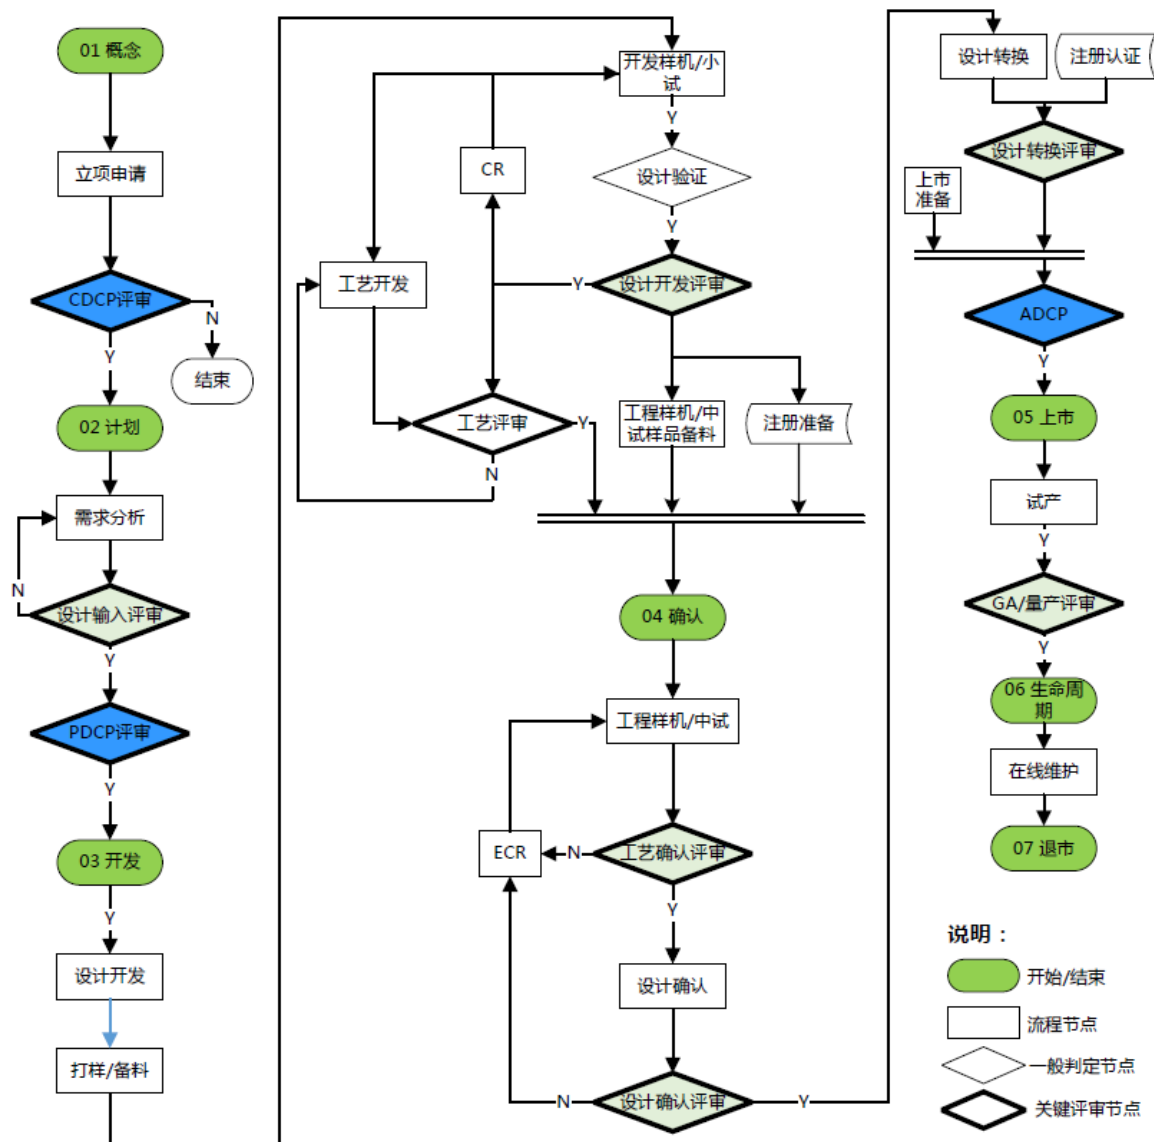 01 概念
立项申请
CDCP评审
N
结束
Y
02 计划
需求分析
N
设计输入评审
Y
PDCP评审
Y
03 开发
Y
设计开发
打样/备料
开发样机/小
试
Y
CR
设计验证
Y
工艺开发
Y
设计开发评审
工艺评审
Y
N
工程样机/中
试样品备料
注册准备
04 确认
工程样机/中试
ECR
N
工艺确认评审
Y
设计确认
N
设计确认评审
Y
设计转换
注册认证
设计转换评审
上市
准备
ADCP
Y
05 上市
试产
Y
GA/量产评审
Y
06 生命周
期
在线维护
07 退市
说明：
开始/结束
流程节点
一般判定节点
关键评审节点